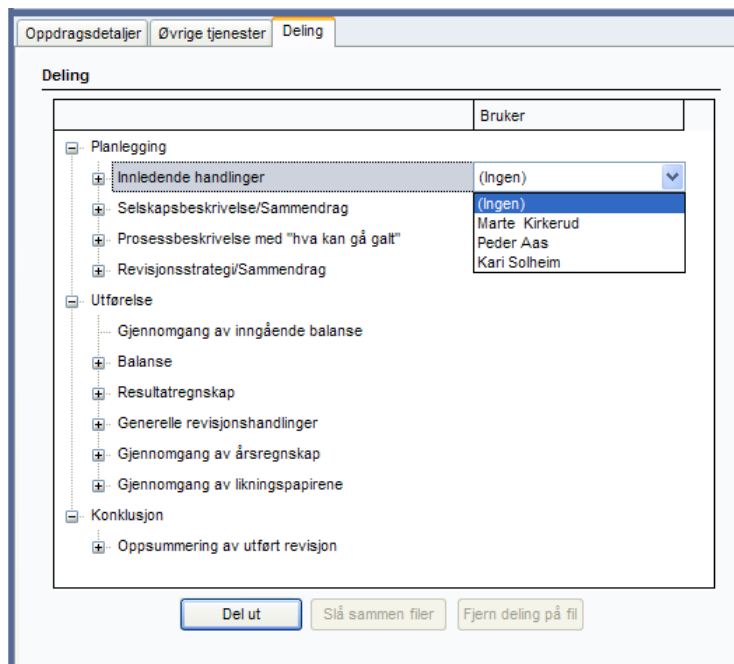 Oppdragsdetaljer Øvrige tjenester Deling
Deling
Bruker
Planlegging
Innledende handlinger (Ingen)
Selskapsbeskrivelse/Sammendrag (Ingen)
Marte Kirkerud
Prosessbeskrivelse med "hva kan gå galt" Peder Aas
Revisjonsstrategi/Sammendrag Kari Solheim
Utførelse
Gjennomgang av inngående balanse
Balanse
Resultatregnskap
Generelle revisjonshandlinger
Gjennomgang av årsregnskap
Gjennomgang av likningspapirene
Konklusjon
Oppsummering av utført revisjon
Del ut Slå sammen filer Fjern deling på fil